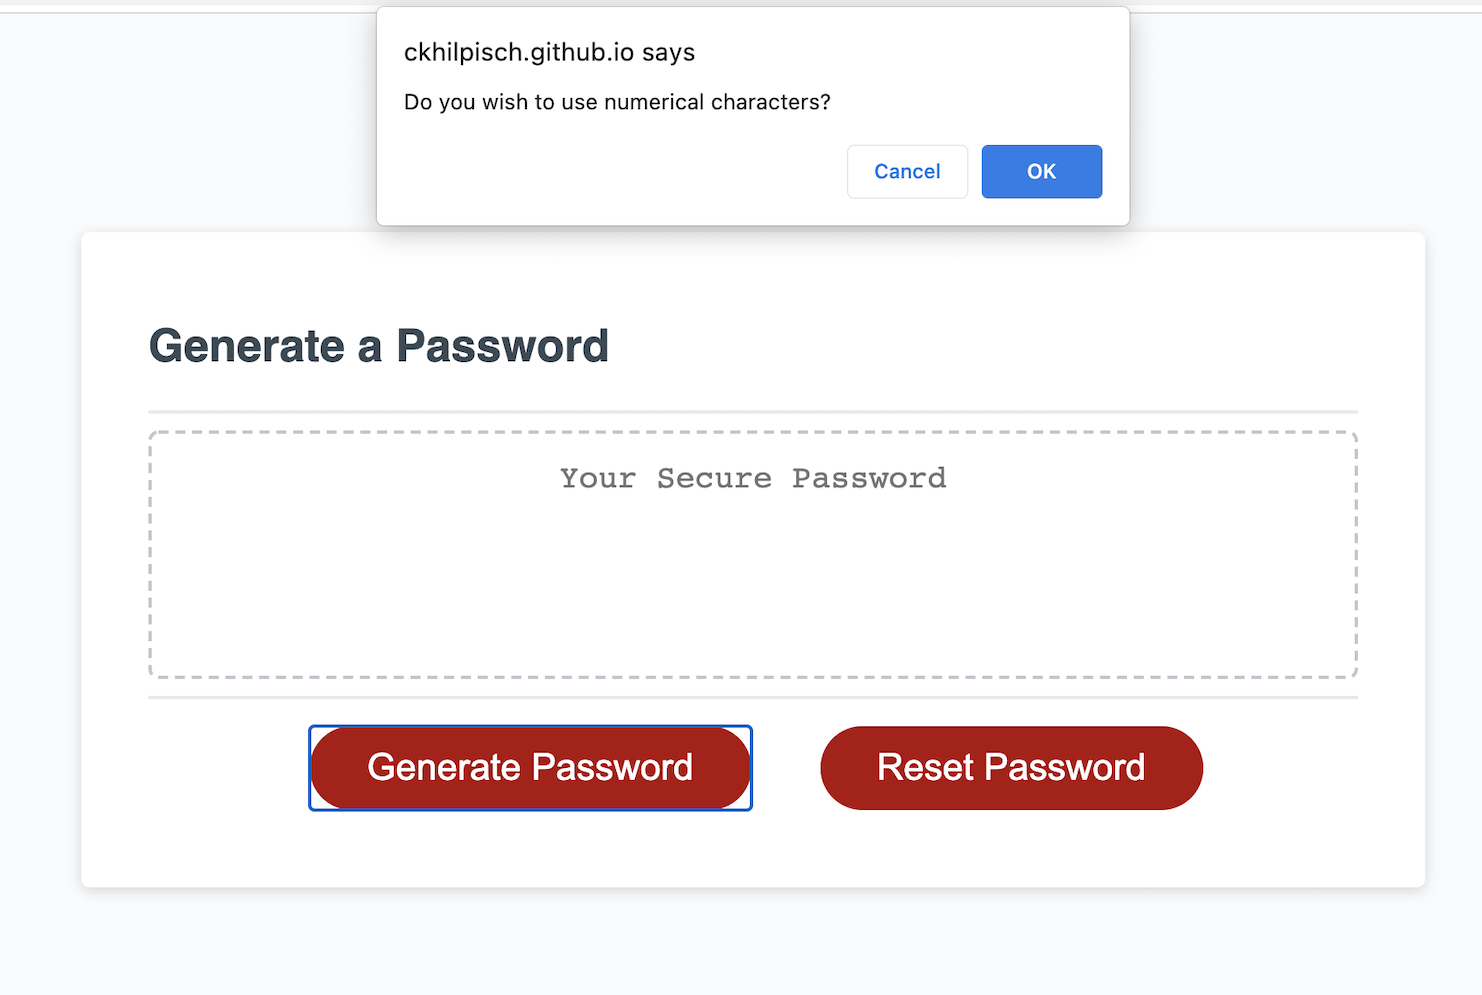 ckhilpisch.github.io says
Do you wish to use numerical characters?
Cancel OK
Generate a Password
Your Secure Password
Generate Password Reset Password